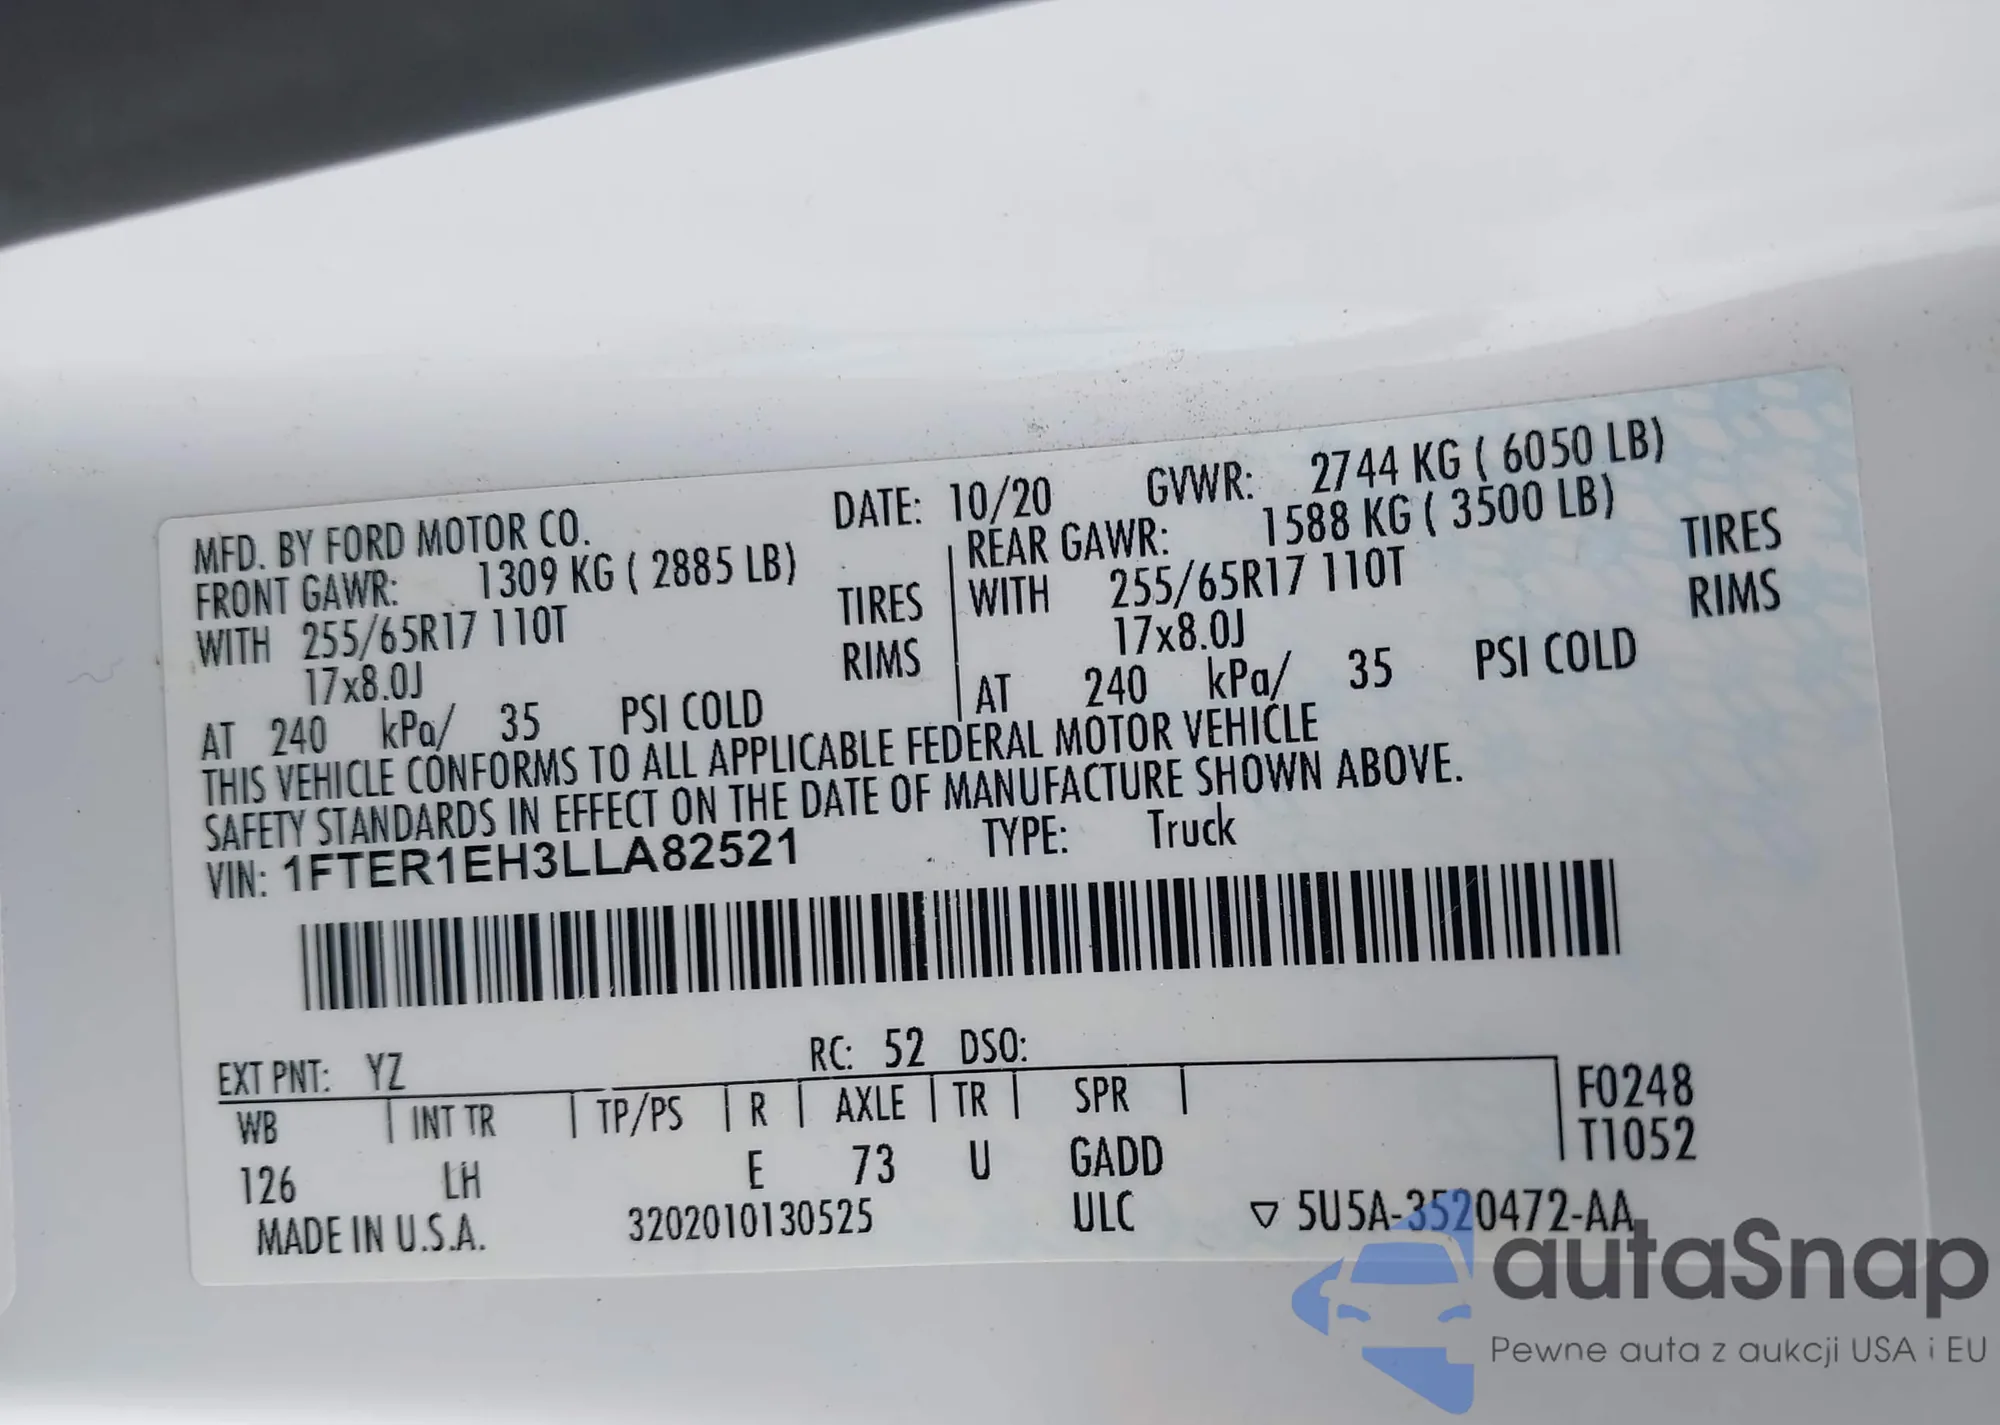 MFD. BY FORD MOTOR CO. DATE: 10/20 GVWR: 2744 KG ( 6050 LB)
FRONT GAWR: 1309 KG ( 2885 LB) REAR GAWR: 1588 KG ( 3500 LB)
WITH 255/65R17 110T TIRES WITH 255/65R17 110T TIRES
17x8.0J RIMS 17x8.0J RIMS
AT 240 kPa/ 35 PSI COLD AT 240 kPa/ 35 PSI COLD
THIS VEHICLE CONFORMS TO ALL APPLICABLE FEDERAL MOTOR VEHICLE
SAFETY STANDARDS IN EFFECT ON THE DATE OF MANUFACTURE SHOWN ABOVE.
VIN: 1FTER1EH3LLA82521 TYPE: Truck
EXT PNT: YZ RC: 52 DSO:
WB INT TR TP/PS R AXLE TR SPR F0248
126 LH E 73 U GADD T1052
MADE IN U.S.A. 3202010130525 ULC ▽ 5U5A-3520472-AA
autaSnap
Pewne auta z aukcji USA i EU